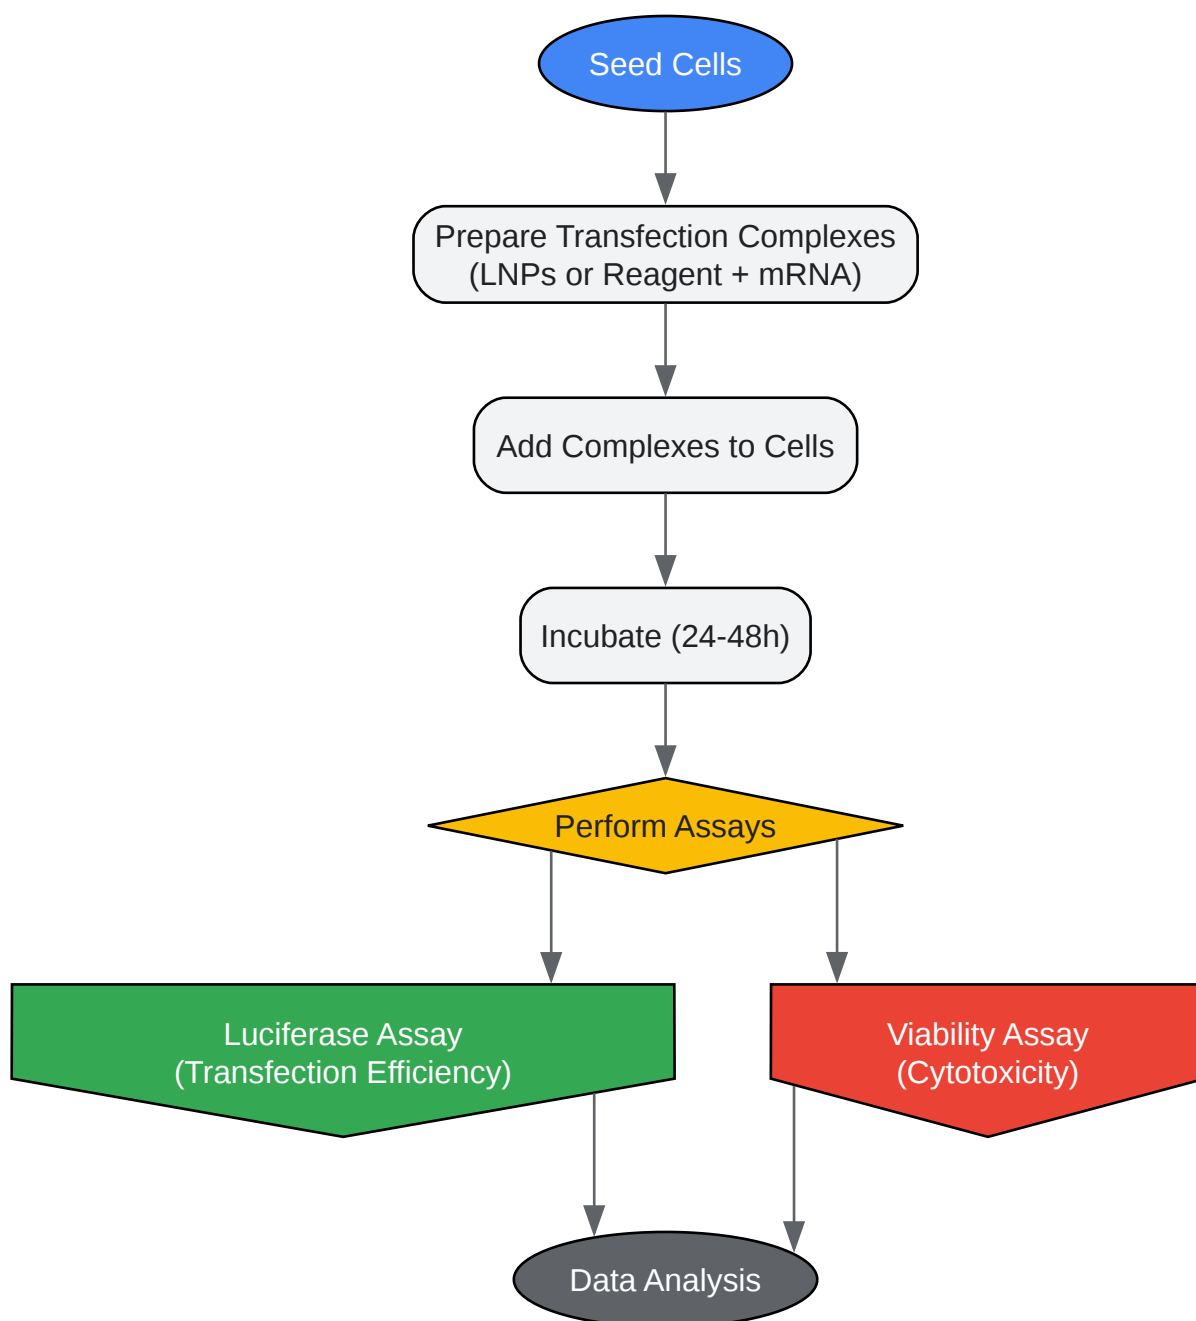 Seed Cells
Prepare Transfection Complexes
(LNPs or Reagent + mRNA)
Add Complexes to Cells
Incubate (24-48h)
Perform Assays
Luciferase Assay
(Transfection Efficiency)
Viability Assay
(Cytotoxicity)
Data Analysis